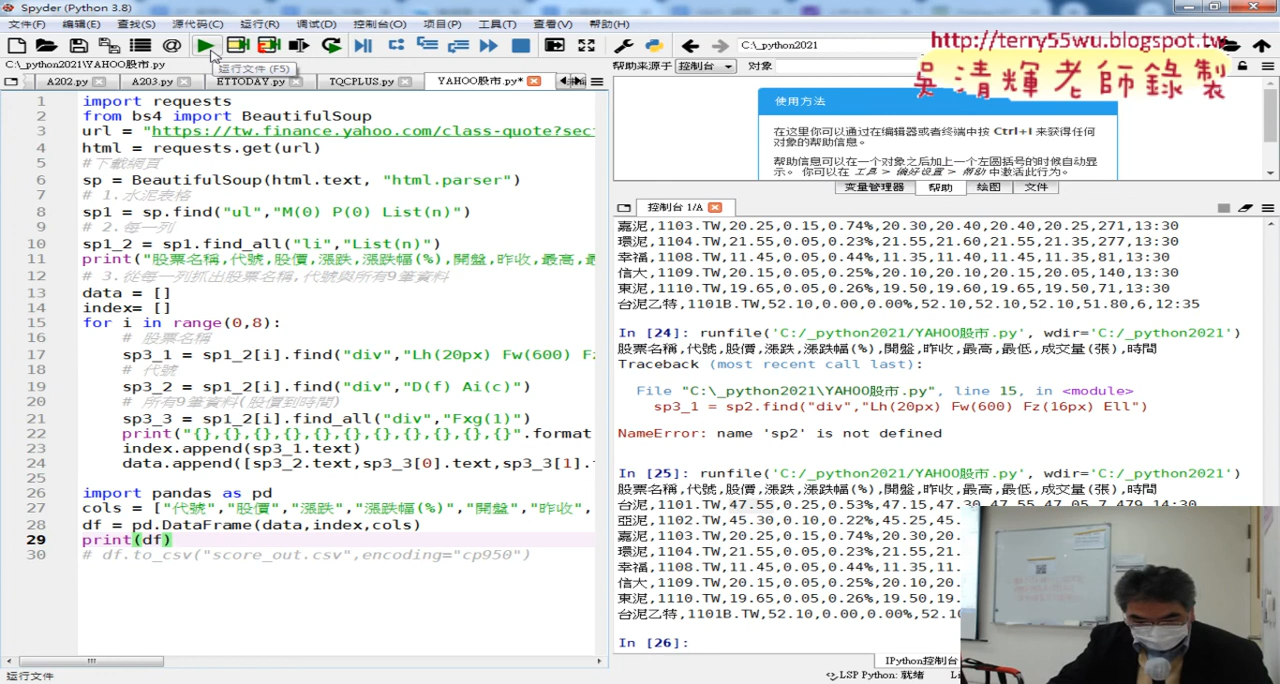 Spyder (Python 3.8)
文件(F) 编辑(E) 查找(S) 源代码(C) 运行(R) 调试(D) 控制台(O) 项目(P) 工具(T) 查看(V) 帮助(H)
C:\_python2021
http://terry55wu.blogspot.tw
吳清輝老師錄製
C:\_python2021\YAHOO股市.py
运行文件 (F5)
帮助来源于 控制台 对象
A202.py A203.py TTODAY.py TQCPLUS.py YAHOO股市.py*
1 import requests
2 from bs4 import BeautifulSoup
3 url = "https://tw.finance.yahoo.com/class-quote?sect
4 html = requests.get(url)
5 #下載網頁
6 sp = BeautifulSoup(html.text, "html.parser")
7 # 1.水泥表格
8 sp1 = sp.find("ul","M(0) P(0) List(n)")
9 # 2.每一列
10 sp1_2 = sp1.find_all("li","List(n)")
11 print("股票名稱,代號,股價,漲跌,漲跌幅(%),開盤,昨收,最高,最
12 # 3.從每一列抓出股票名稱,代號與所有9筆資料
13 data = []
14 index= []
15 for i in range(0,8):
16 # 股票名稱
17 sp3_1 = sp1_2[i].find("div","Lh(20px) Fw(600) Fz
18 # 代號
19 sp3_2 = sp1_2[i].find("div","D(f) Ai(c)")
20 # 所有9筆資料(股價到時間)
21 sp3_3 = sp1_2[i].find_all("div","Fxg(1)")
22 print("{},{},{},{},{},{},{},{},{},{},{}".format
23 index.append(sp3_1.text)
24 data.append([sp3_2.text,sp3_3[0].text,sp3_3[1].t
25
26 import pandas as pd
27 cols = ["代號","股價","漲跌","漲跌幅(%)","開盤","昨收",
28 df = pd.DataFrame(data,index,cols)
29 print(df)
30 # df.to_csv("score_out.csv",encoding="cp950")
使用方法
在这里你可以通过在编辑器或者终端中按 Ctrl+I 来获得任何
对象的帮助信息。
帮助信息可以在一个对象之后加上一个左圆括号的时候自动显
示。 你可以在 工具 > 偏好设置 > 帮助 中激活此行为。
变量管理器 帮助 绘图 文件
控制台 1/A
嘉泥,1103.TW,20.25,0.15,0.74%,20.30,20.40,20.40,20.25,271,13:30
環泥,1104.TW,21.55,0.05,0.23%,21.55,21.60,21.55,21.35,277,13:30
幸福,1108.TW,11.45,0.05,0.44%,11.35,11.40,11.45,11.35,81,13:30
信大,1109.TW,20.15,0.05,0.25%,20.10,20.10,20.15,20.05,140,13:30
東泥,1110.TW,19.65,0.05,0.26%,19.50,19.60,19.65,19.50,71,13:30
台泥乙特,1101B.TW,52.10,0.00,0.00%,52.10,52.10,52.10,51.80,6,12:35
In [24]: runfile('C:/_python2021/YAHOO股市.py', wdir='C:/_python2021')
股票名稱,代號,股價,漲跌,漲跌幅(%),開盤,昨收,最高,最低,成交量(張),時間
Traceback (most recent call last):
File "C:\_python2021\YAHOO股市.py", line 15, in <module>
sp3_1 = sp2.find("div","Lh(20px) Fw(600) Fz(16px) Ell")
NameError: name 'sp2' is not defined
In [25]: runfile('C:/_python2021/YAHOO股市.py', wdir='C:/_python2021')
股票名稱,代號,股價,漲跌,漲跌幅(%),開盤,昨收,最高,最低,成交量(張),時間
台泥,1101.TW,47.55,0.25,0.53%,47.15,47.30,47.55,47.05,7,479,14:30
亞泥,1102.TW,45.30,0.10,0.22%,45.25,45.
嘉泥,1103.TW,20.25,0.15,0.74%,20.30,20.
環泥,1104.TW,21.55,0.05,0.23%,21.55,21.
幸福,1108.TW,11.45,0.05,0.44%,11.35,11.
信大,1109.TW,20.15,0.05,0.25%,20.10,20.
東泥,1110.TW,19.65,0.05,0.26%,19.50,19.
台泥乙特,1101B.TW,52.10,0.00,0.00%,52.10
In [26]:
IPython控制台
运行文件
LSP Python: 就绪